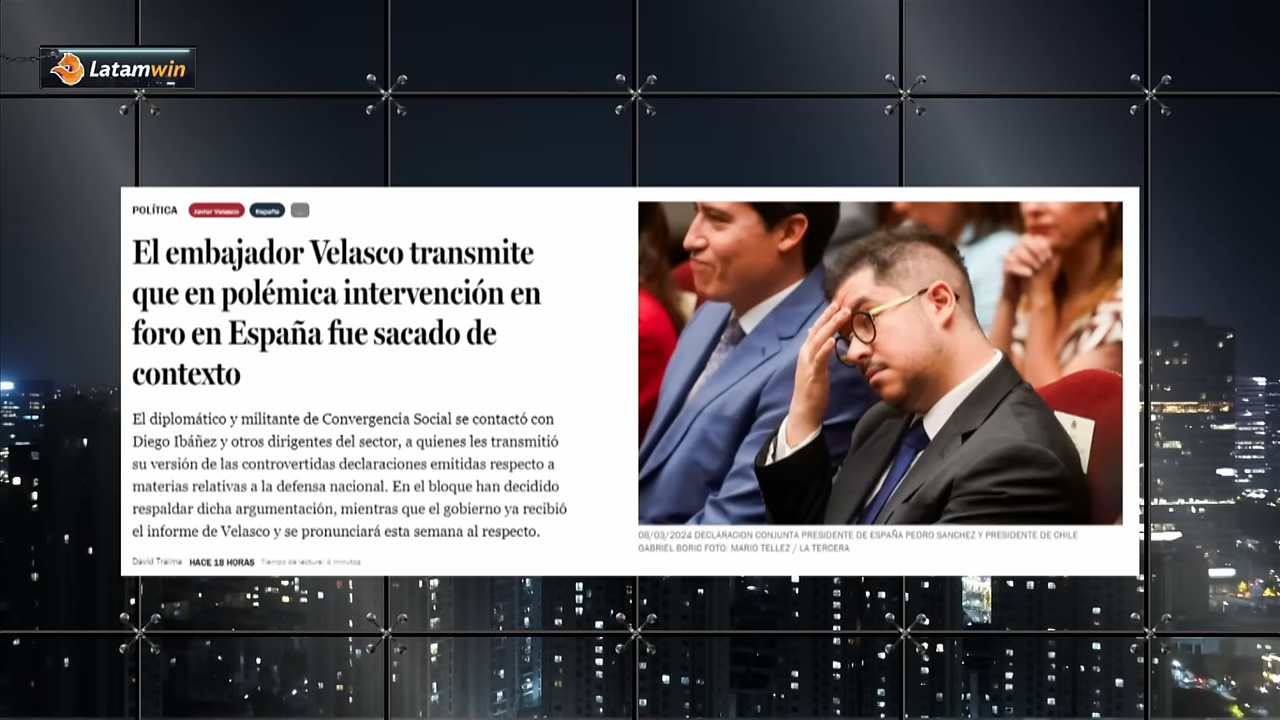 Latamwin
POLÍTICA Javier Velasco España ...
El embajador Velasco transmite
que en polémica intervención en
foro en España fue sacado de
contexto
El diplomático y militante de Convergencia Social se contactó con
Diego Ibáñez y otros dirigentes del sector, a quienes les transmitió
su versión de las controvertidas declaraciones emitidas respecto a
materias relativas a la defensa nacional. En el bloque han decidido
respaldar dicha argumentación, mientras que el gobierno ya recibió
el informe de Velasco y se pronunciará esta semana al respecto.
David Traima HACE 18 HORAS Tiempo de lectura: 4 minutos
08/03/2024 DECLARACION CONJUNTA PRESIDENTE DE ESPAÑA PEDRO SANCHEZ Y PRESIDENTE DE CHILE
GABRIEL BORIC FOTO: MARIO TELLEZ / LA TERCERA